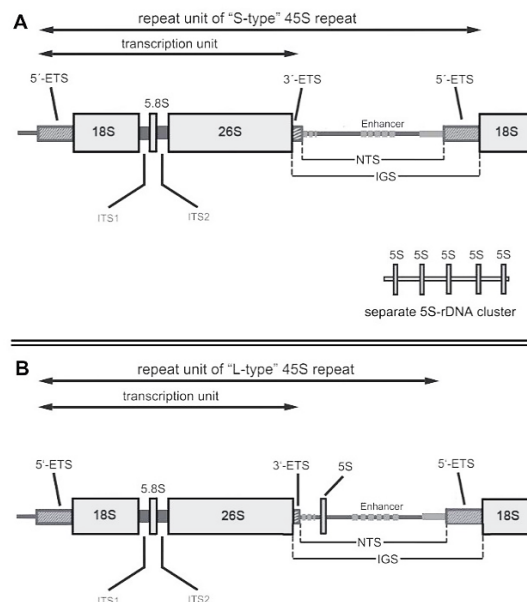 A
repeat unit of “S-type” 45S repeat
transcription unit
5´-ETS
3´-ETS
5´-ETS
5.8S
18S
26S
Enhancer
18S
NTS
IGS
ITS1
ITS2
5S 5S 5S 5S 5S
separate 5S-rDNA cluster
B
repeat unit of “L-type” 45S repeat
transcription unit
5'-ETS
3'-ETS
5S
5'-ETS
5.8S
18S
26S
Enhancer
18S
NTS
IGS
ITS1
ITS2